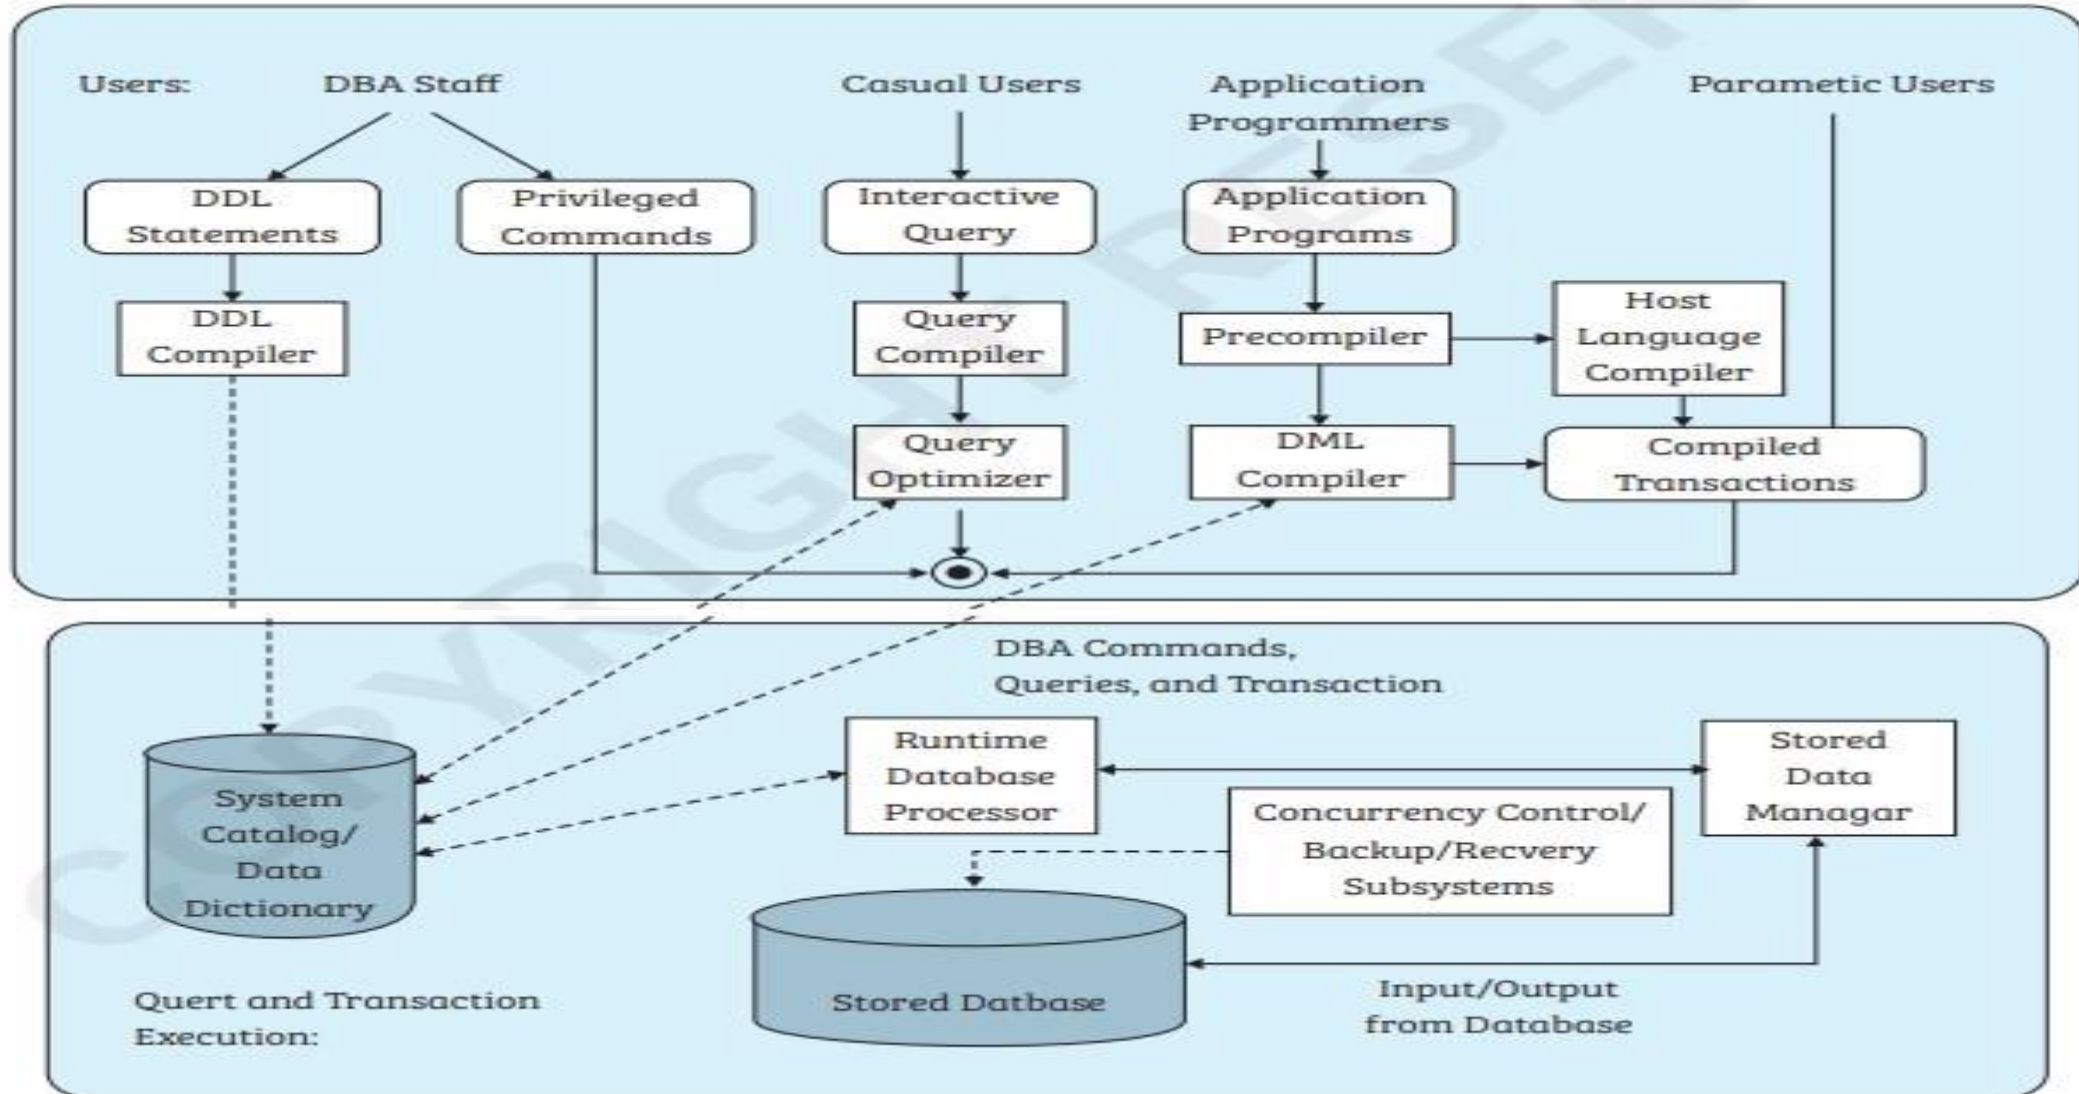 Users:
DBA Staff
Casual Users
Application
Programmers
Parametic Users
DDL
Statements
Privileged
Commands
Interactive
Query
Application
Programs
DDL
Compiler
Query
Compiler
Precompiler
Host
Language
Compiler
Query
Optimizer
DML
Compiler
Compiled
Transactions
DBA Commands,
Queries, and Transaction
System
Catalog/
Data
Dictionary
Runtime
Database
Processor
Stored
Data
Managar
Concurrency Control/
Backup/Recvery
Subsystems
Stored Datbase
Input/Output
from Database
Quert and Transaction
Execution:
COPYRIGHT RESER